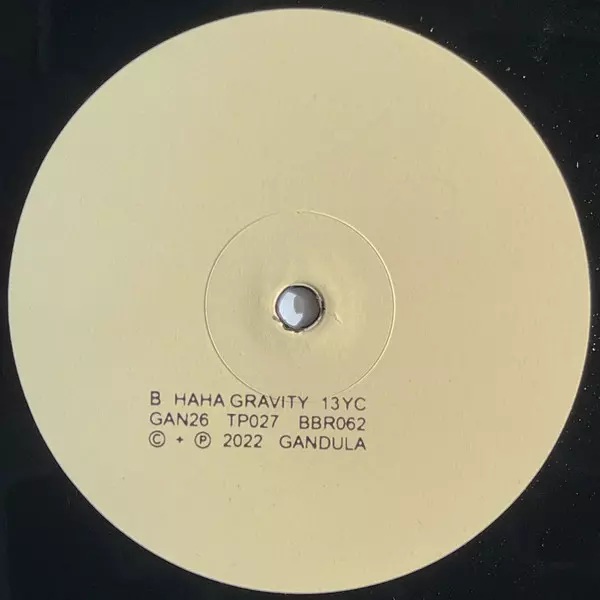 B HAHA GRAVITY 13YC
GAN26 TP027 BBR062
© + ℗ 2022 GANDULA